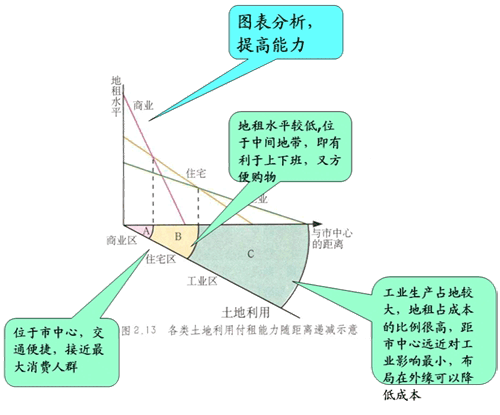 图表分析,
提高能力
地租水平
商业
地租水平较低,位
于中间地带，即有
利于上下班，又方
便购物
住宅
业
A
B
C
与市中心
的距离
商业区
住宅区
工业区
土地利用
图2.13 各类土地利用付租能力随距离递减示意
位于市中心，交
通便捷，接近最
大消费人群
工业生产占地较
大，地租占成本
的比例很高，距
市中心远近对工
业影响最小，布
局在外缘可以降
低成本